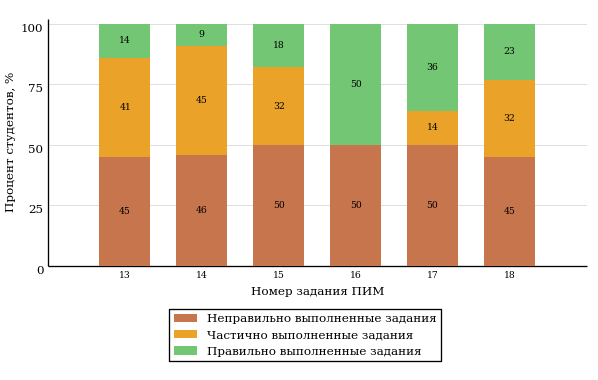 100
75
50
25
0
Процент студентов, %
14 9 18 50 36 23
41 45 32 14 32
45 46 50 50 50 45
13 14 15 16 17 18
Номер задания ПИМ
Неправильно выполненные задания
Частично выполненные задания
Правильно выполненные задания